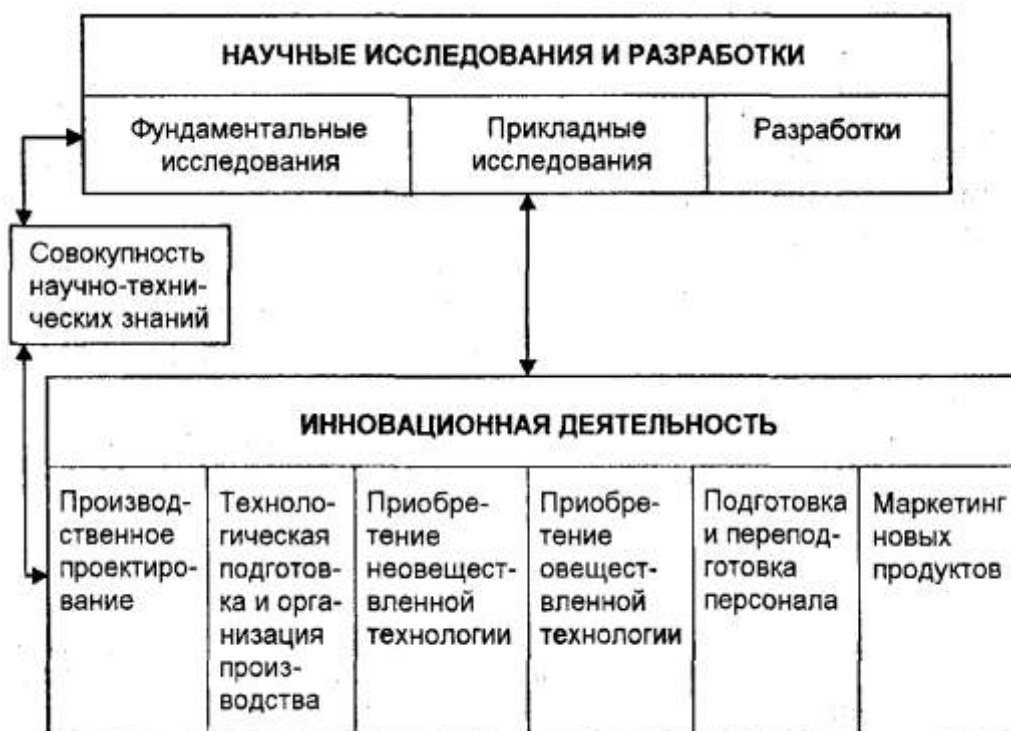 НАУЧНЫЕ ИССЛЕДОВАНИЯ И РАЗРАБОТКИ
Фундаментальные
исследования
Прикладные
исследования
Разработки
Совокупность
научно-техни-
ческих знаний
ИННОВАЦИОННАЯ ДЕЯТЕЛЬНОСТЬ
Производ-
ственное
проектиро-
вание
Техноло-
гическая
подготов-
ка и орга-
низация
произ-
водства
Приобре-
тение
неовещест-
вленной
технологии
Приобре-
тение
овещест-
вленной
технологии
Подготовка
и перепод-
готовка
персонала
Маркетинг
новых
продуктов